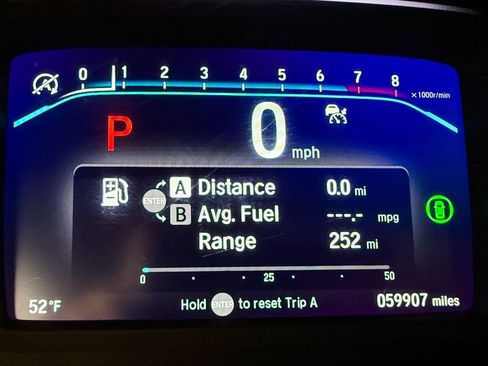 0 1 2 3 4 5 6 7 8
×1000r/min
P 0 mph
A Distance 0.0 mi
ENTER
B Avg. Fuel ---.- mpg
Range 252 mi
0 25 50
52°F Hold ENTER to reset Trip A 059907 miles